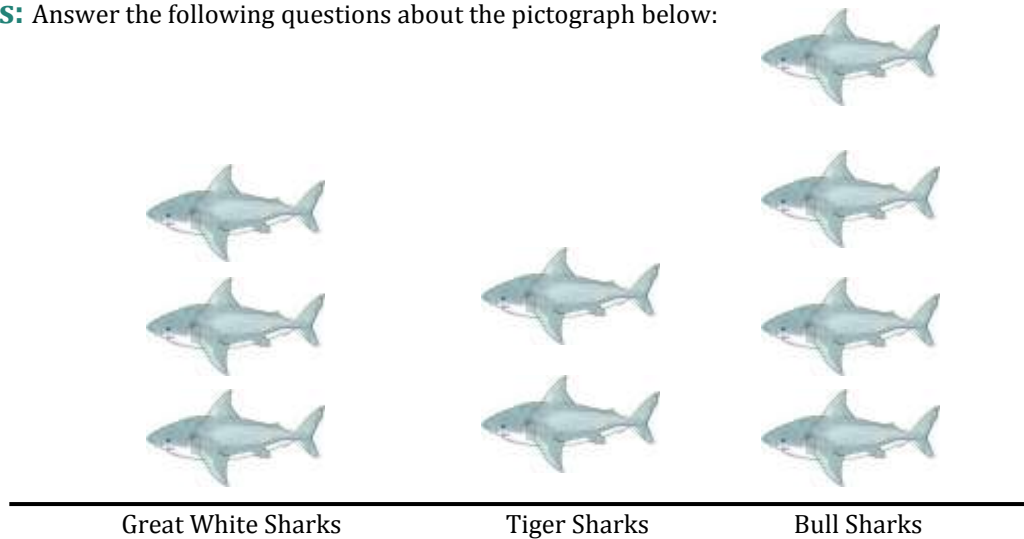 S: Answer the following questions about the pictograph below:
Great White Sharks Tiger Sharks Bull Sharks